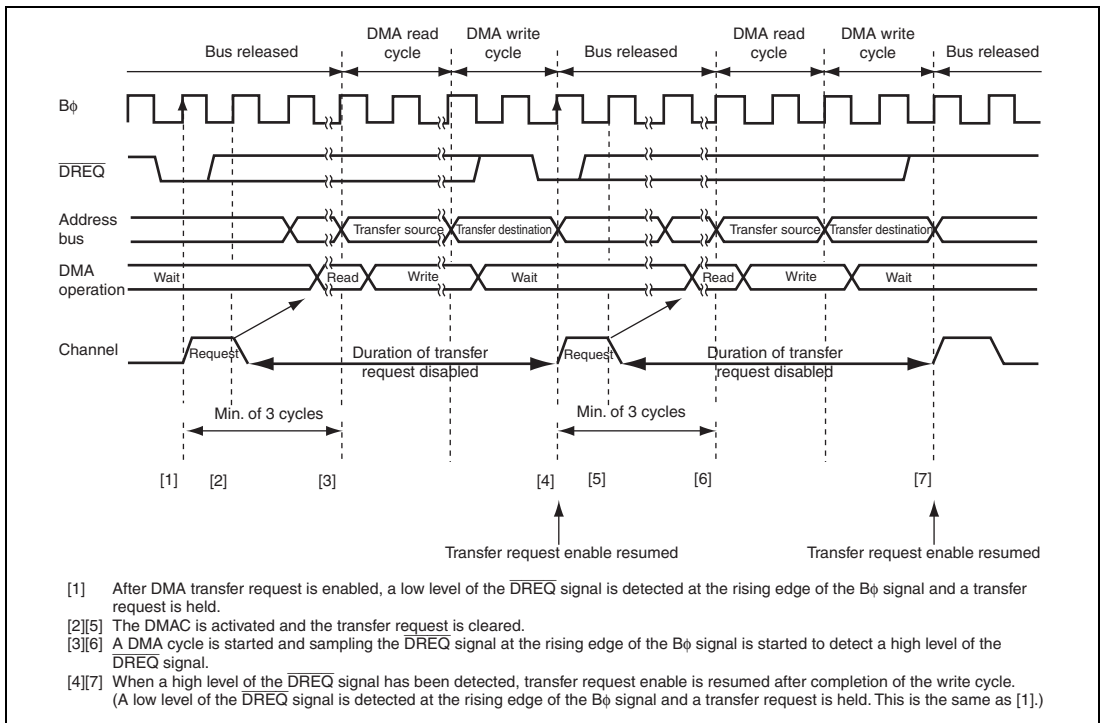 DMA read cycle
DMA write cycle
DMA read cycle
DMA write cycle
Bus released
Bus released
Bus released
Bφ
DREQ
Address bus
Transfer source
Transfer destination
Transfer source
Transfer destination
DMA operation
Wait
Read
Write
Wait
Read
Write
Wait
Channel
Request
Duration of transfer request disabled
Request
Duration of transfer request disabled
Min. of 3 cycles
Min. of 3 cycles
[1]
[2]
[3]
[4]
[5]
[6]
[7]
Transfer request enable resumed
Transfer request enable resumed
[1] After DMA transfer request is enabled, a low level of the DREQ signal is detected at the rising edge of the Bφ signal and a transfer
request is held.
[2][5] The DMAC is activated and the transfer request is cleared.
[3][6] A DMA cycle is started and sampling the DREQ signal at the rising edge of the Bφ signal is started to detect a high level of the
DREQ signal.
[4][7] When a high level of the DREQ signal has been detected, transfer request enable is resumed after completion of the write cycle.
(A low level of the DREQ signal is detected at the rising edge of the Bφ signal and a transfer request is held. This is the same as [1].)